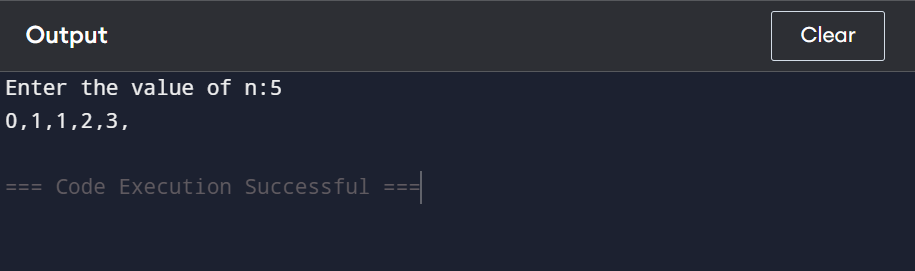 Output
Clear
Enter the value of n:5
0,1,1,2,3,
=== Code Execution Successful ===